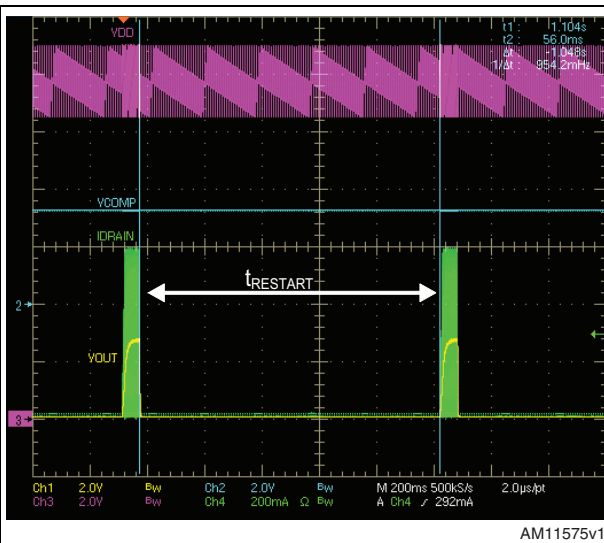 VDD
t1 : -1.104s
t2 : 56.0ms
Δt : -1.048s
1/Δt : 954.2mHz
VCOMP
IDRAIN
tRESTART
2
VOUT
3
Ch1 2.0V Bw Ch2 2.0V Bw M 200ms 500kS/s 2.0µs/pt
Ch3 2.0V Bw Ch4 200mA Ω Bw A Ch4 ∕ 292mA
AM11575v1